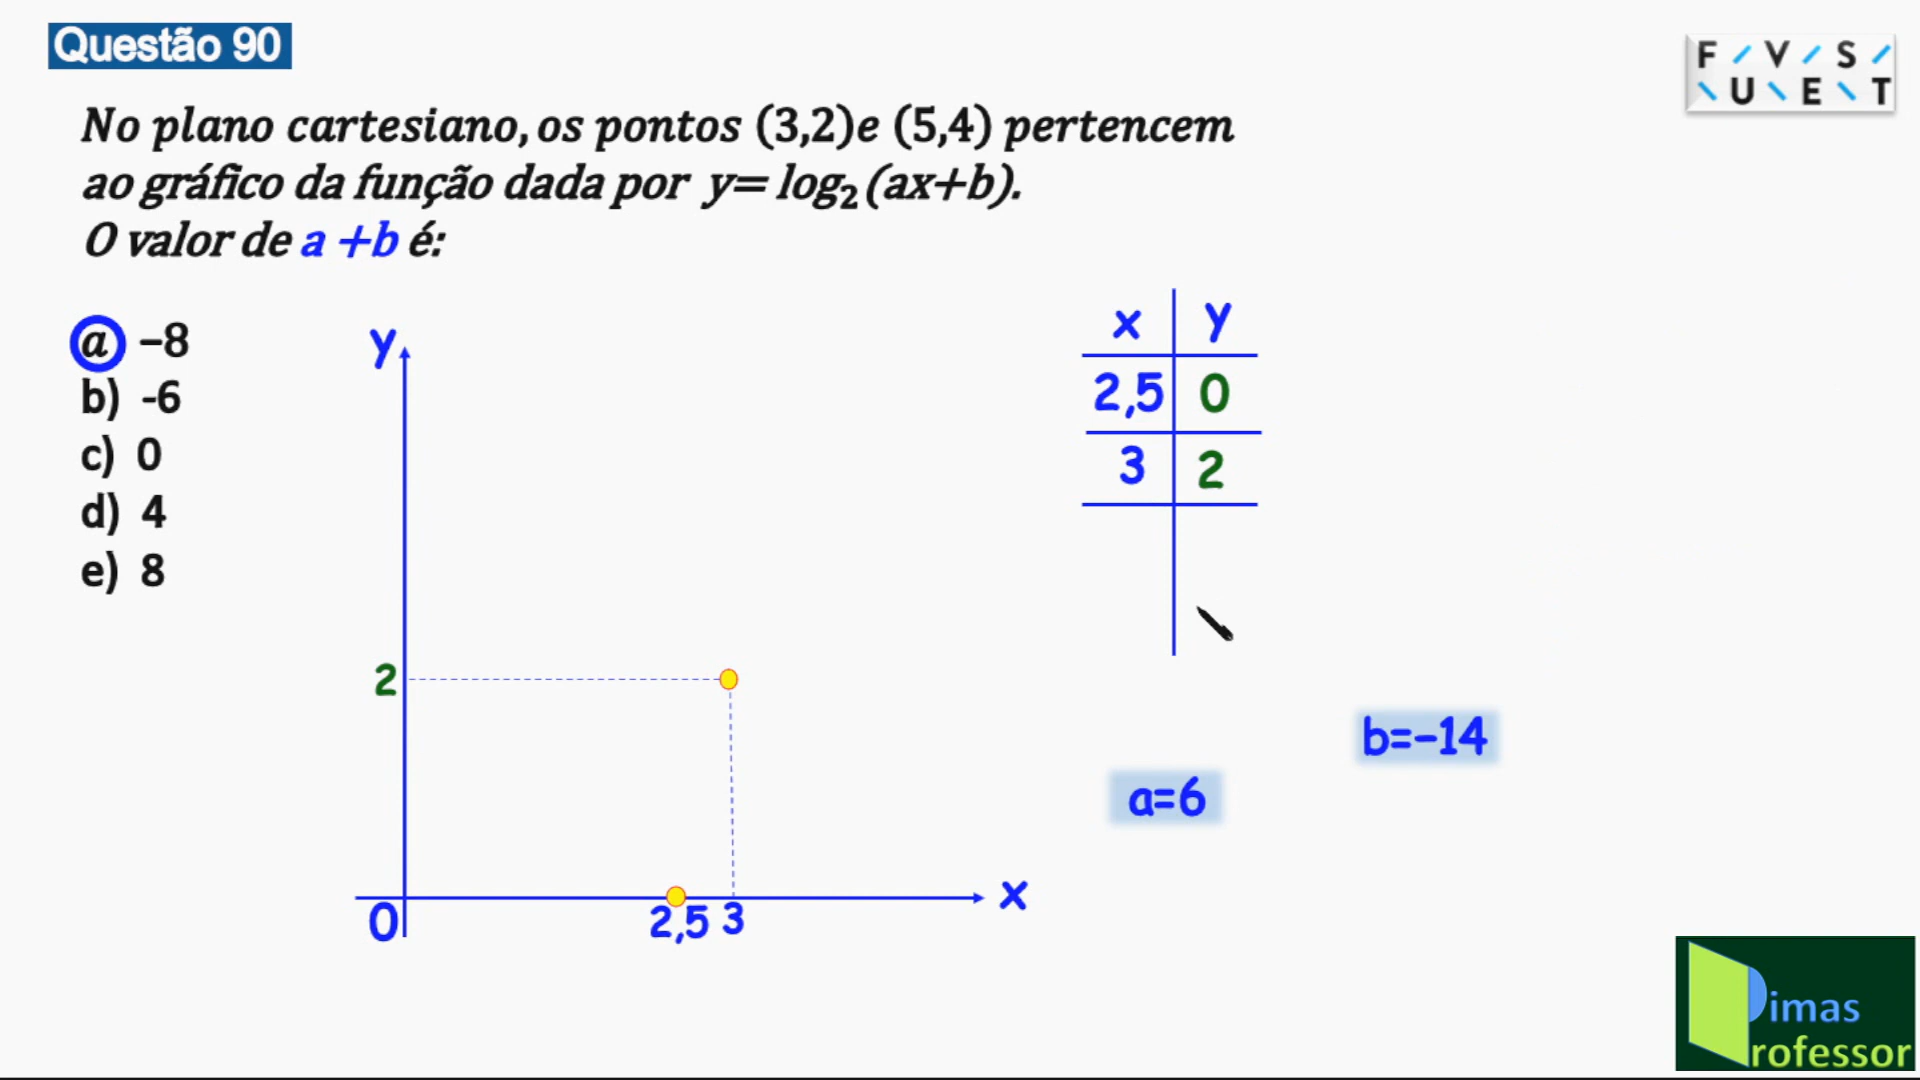 Questão 90
F V S
U E T
No plano cartesiano, os pontos (3,2)e (5,4) pertencem
ao gráfico da função dada por y= log₂(ax+b).
O valor de a +b é:
a –8
b) -6
c) 0
d) 4
e) 8
x y
2,5 0
3 2
y
2
0
2,5 3
x
b=–14
a=6
Dimas
Professor